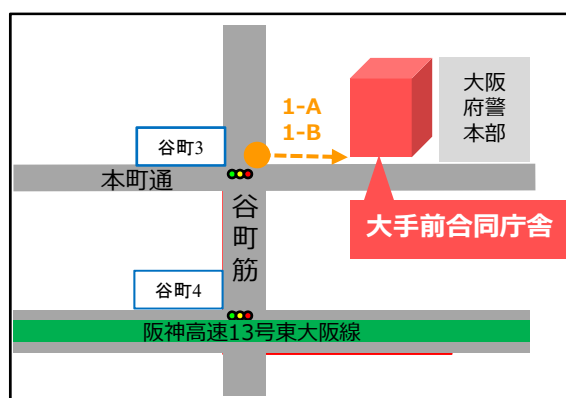 1-A
1-B
大阪
府警
本部
谷町3
本町通
大手前合同庁舎
谷町筋
谷町4
阪神高速13号東大阪線